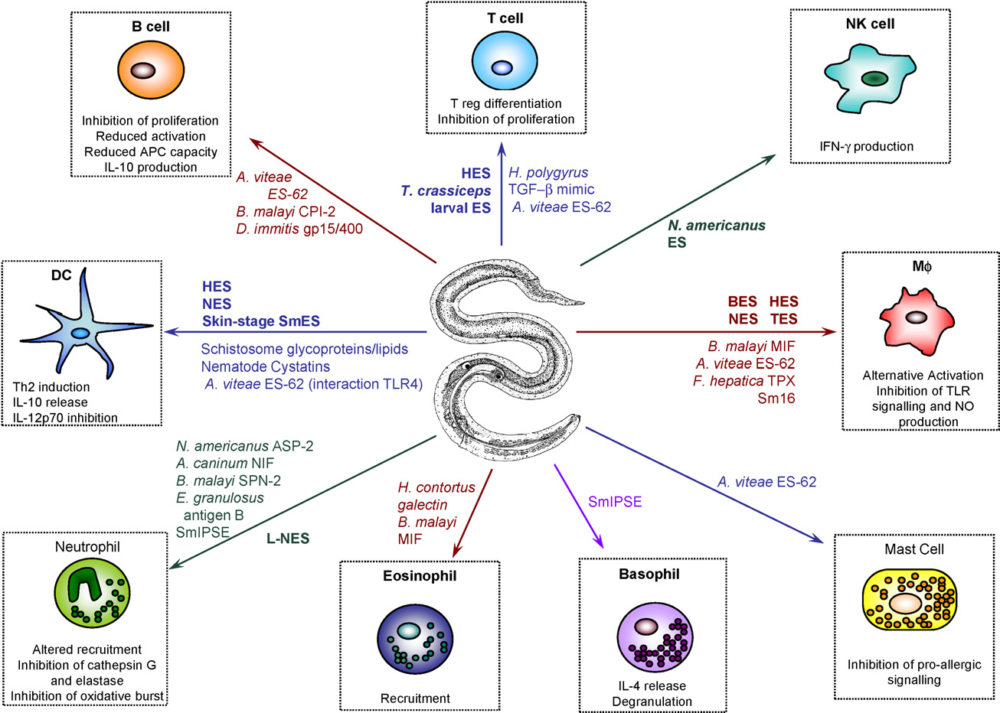 B cell
Inhibition of proliferation
Reduced activation
Reduced APC capacity
IL-10 production
T cell
T reg differentiation
Inhibition of proliferation
NK cell
IFN-γ production
A. viteae
ES-62
B. malayi CPI-2
D. immitis gp15/400
HES
T. crassiceps
larval ES
H. polygyrus
TGF–β mimic
A. viteae ES-62
N. americanus
ES
DC
Th2 induction
IL-10 release
IL-12p70 inhibition
HES
NES
Skin-stage SmES
Schistosome glycoproteins/lipids
Nematode Cystatins
A. viteae ES-62 (interaction TLR4)
BES HES
NES TES
B. malayi MIF
A. viteae ES-62
F. hepatica TPX
Sm16
Mϕ
Alternative Activation
Inhibition of TLR
signalling and NO
production
N. americanus ASP-2
A. caninum NIF
B. malayi SPN-2
E. granulosus
antigen B
SmIPSE
L-NES
H. contortus
galectin
B. malayi
MIF
SmIPSE
A. viteae ES-62
Neutrophil
Altered recruitment
Inhibition of cathepsin G
and elastase
Inhibition of oxidative burst
Eosinophil
Recruitment
Basophil
IL-4 release
Degranulation
Mast Cell
Inhibition of pro-allergic
signalling